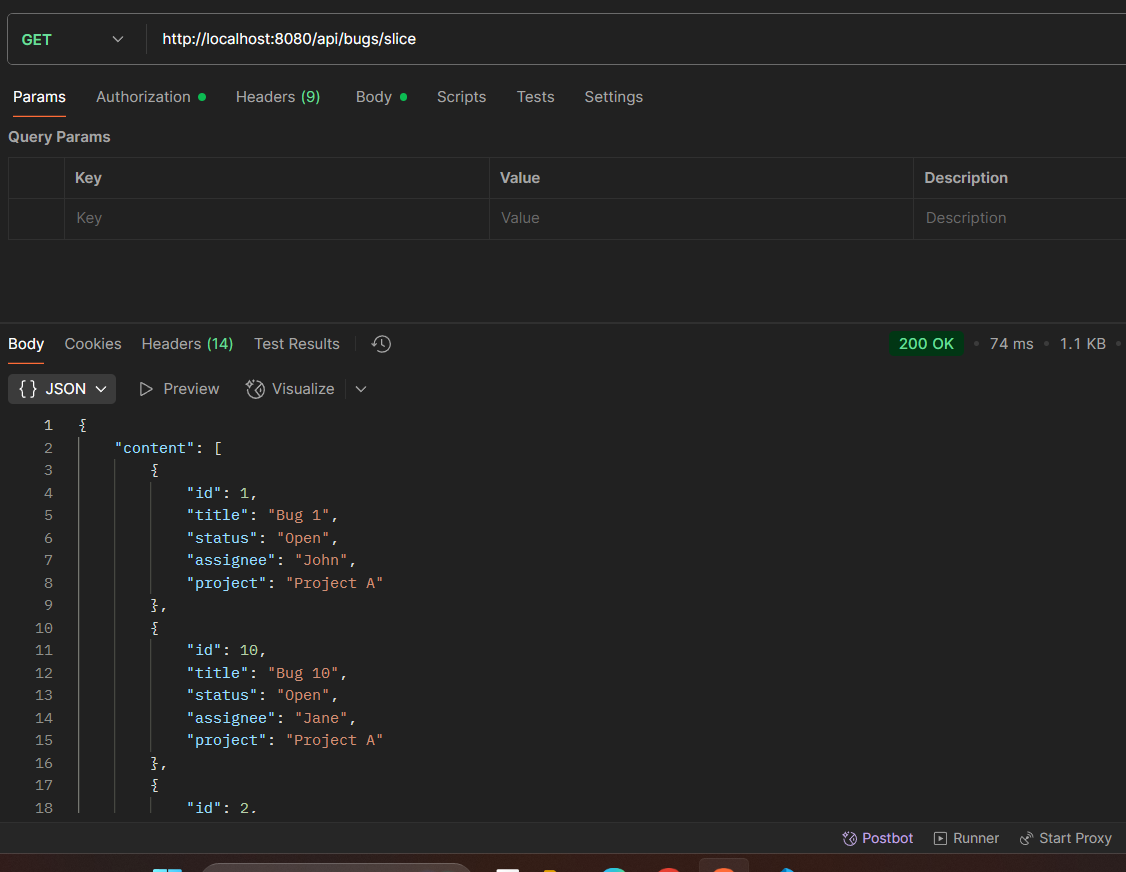 GET http://localhost:8080/api/bugs/slice
Params Authorization Headers (9) Body Scripts Tests Settings
Query Params
Key Value Description
Key Value Description
Body Cookies Headers (14) Test Results 200 OK • 74 ms • 1.1 KB •
{} JSON Preview Visualize
1 {
2 "content": [
3 {
4 "id": 1,
5 "title": "Bug 1",
6 "status": "Open",
7 "assignee": "John",
8 "project": "Project A"
9 },
10 {
11 "id": 10,
12 "title": "Bug 10",
13 "status": "Open",
14 "assignee": "Jane",
15 "project": "Project A"
16 },
17 {
18 "id": 2,
Postbot Runner Start Proxy